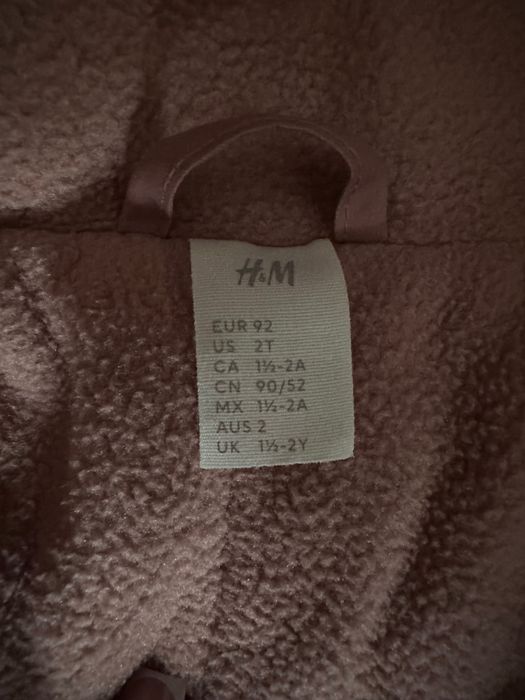 H&M
EUR 92
US 2T
CA 1½-2A
CN 90/52
MX 1½-2A
AUS 2
UK 1½-2Y